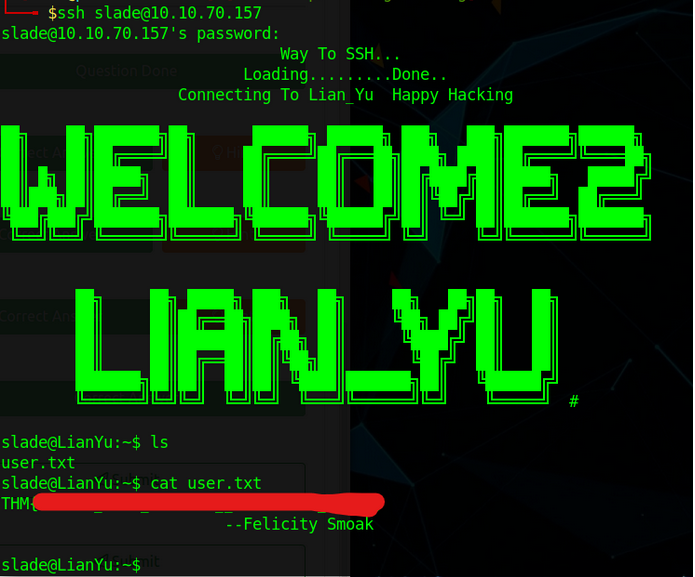 $ssh slade@10.10.70.157
slade@10.10.70.157's password:
Way To SSH...
Loading.........Done..
Connecting To Lian_Yu  Happy Hacking
WELCOME2
LIAN_YU #
slade@LianYu:~$ ls
user.txt
slade@LianYu:~$ cat user.txt
THM{
--Felicity Smoak
slade@LianYu:~$